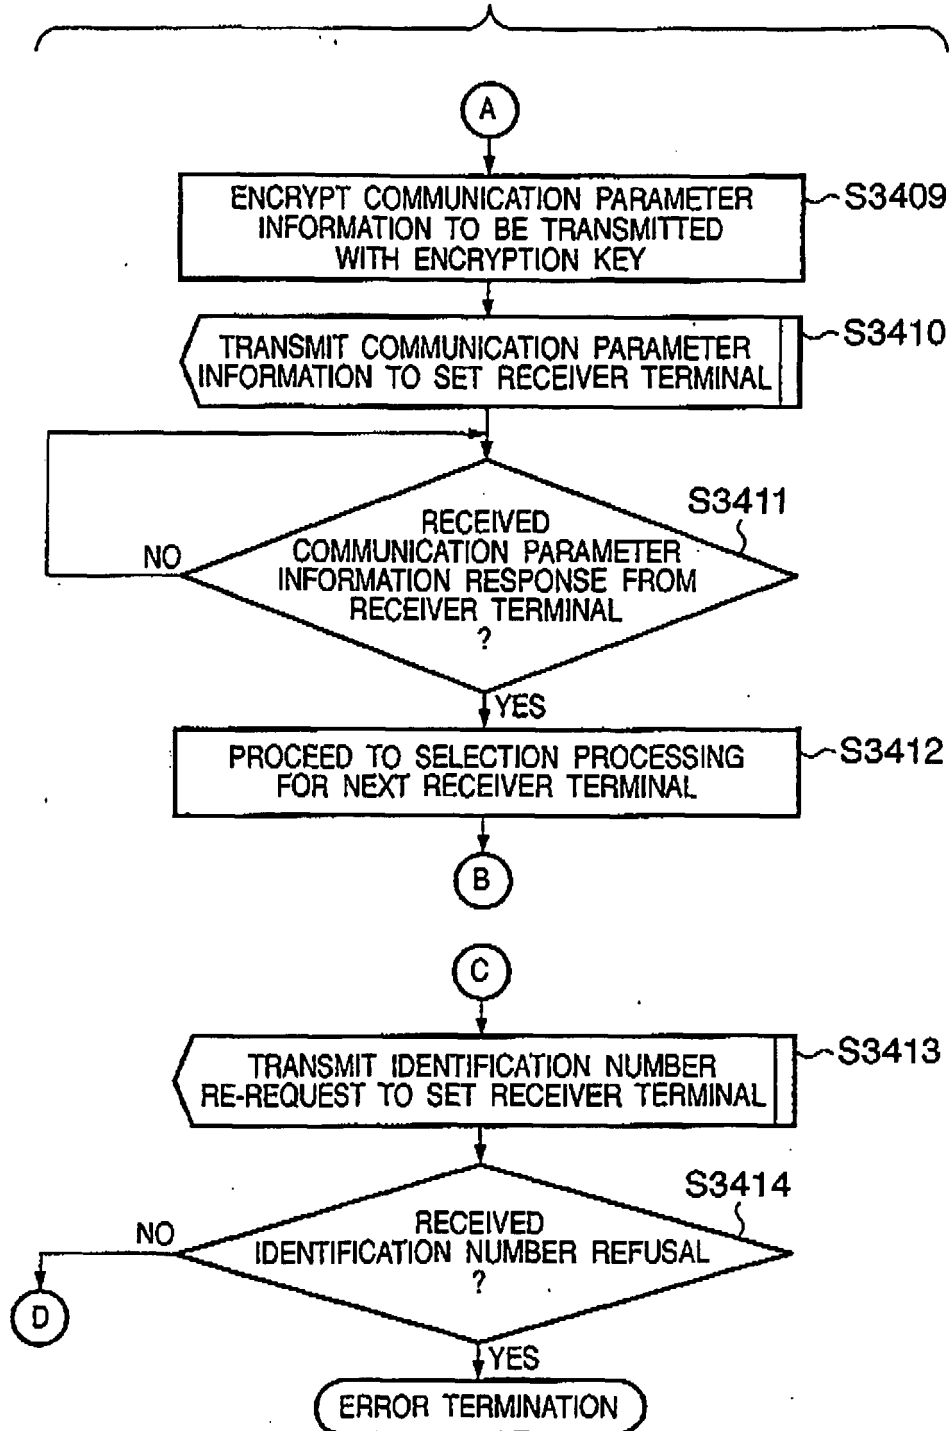 A
ENCRYPT COMMUNICATION PARAMETER
INFORMATION TO BE TRANSMITTED
WITH ENCRYPTION KEY
S3409
TRANSMIT COMMUNICATION PARAMETER
INFORMATION TO SET RECEIVER TERMINAL
S3410
S3411
RECEIVED
COMMUNICATION PARAMETER
INFORMATION RESPONSE FROM
RECEIVER TERMINAL
?
NO
YES
PROCEED TO SELECTION PROCESSING
FOR NEXT RECEIVER TERMINAL
S3412
B
C
TRANSMIT IDENTIFICATION NUMBER
RE-REQUEST TO SET RECEIVER TERMINAL
S3413
S3414
RECEIVED
IDENTIFICATION NUMBER REFUSAL
?
NO
D
YES
ERROR TERMINATION